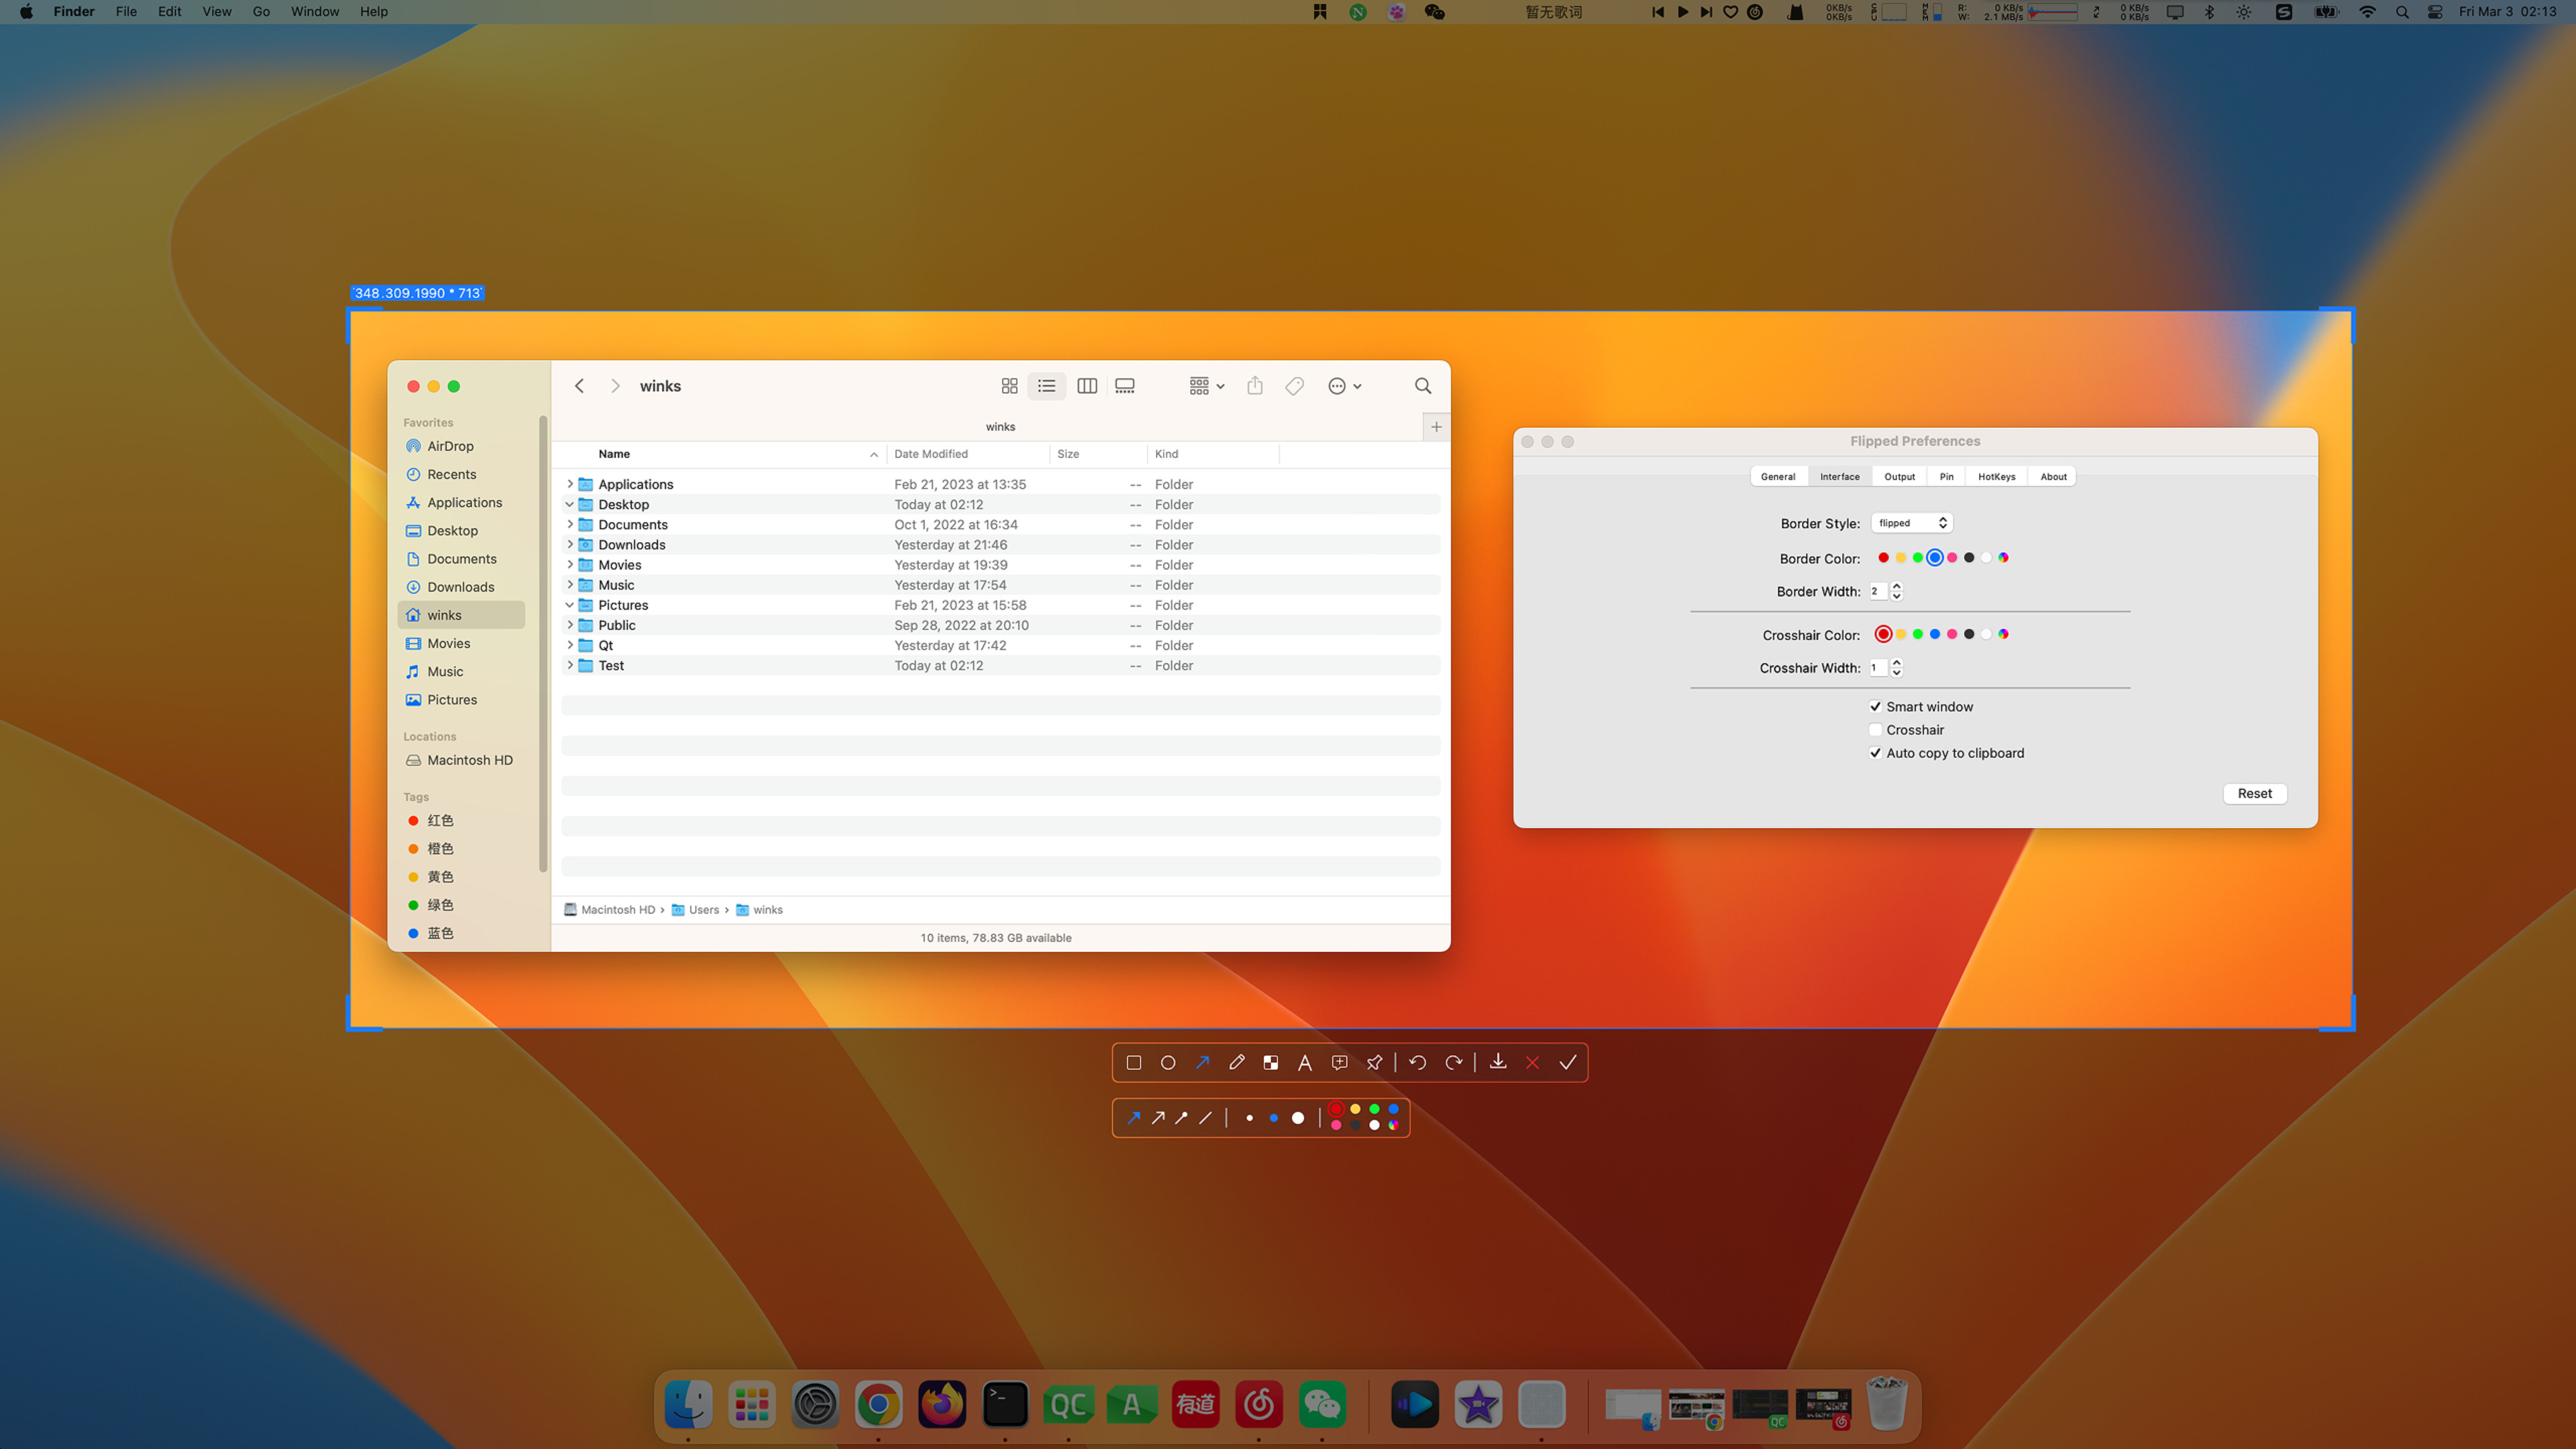 Finder File Edit View Go Window Help 暂无歌词 0KB/s 0KB/s CPU MEM R: W: 0 KB/s 2.1 MB/s 0 KB/s 0 KB/s Fri Mar 3 02:13
348.309.1990 * 713
winks
Favorites
AirDrop
Recents
Applications
Desktop
Documents
Downloads
winks
Movies
Music
Pictures
Locations
Macintosh HD
Tags
红色
橙色
黄色
绿色
蓝色
winks
Name Date Modified Size Kind
Applications Feb 21, 2023 at 13:35 -- Folder
Desktop Today at 02:12 -- Folder
Documents Oct 1, 2022 at 16:34 -- Folder
Downloads Yesterday at 21:46 -- Folder
Movies Yesterday at 19:39 -- Folder
Music Yesterday at 17:54 -- Folder
Pictures Feb 21, 2023 at 15:58 -- Folder
Public Sep 28, 2022 at 20:10 -- Folder
Qt Yesterday at 17:42 -- Folder
Test Today at 02:12 -- Folder
Macintosh HD › Users › winks
10 items, 78.83 GB available
Flipped Preferences
General Interface Output Pin HotKeys About
Border Style: flipped
Border Color:
Border Width: 2
Crosshair Color:
Crosshair Width: 1
Smart window
Crosshair
Auto copy to clipboard
Reset
A
QC A 有道
QC